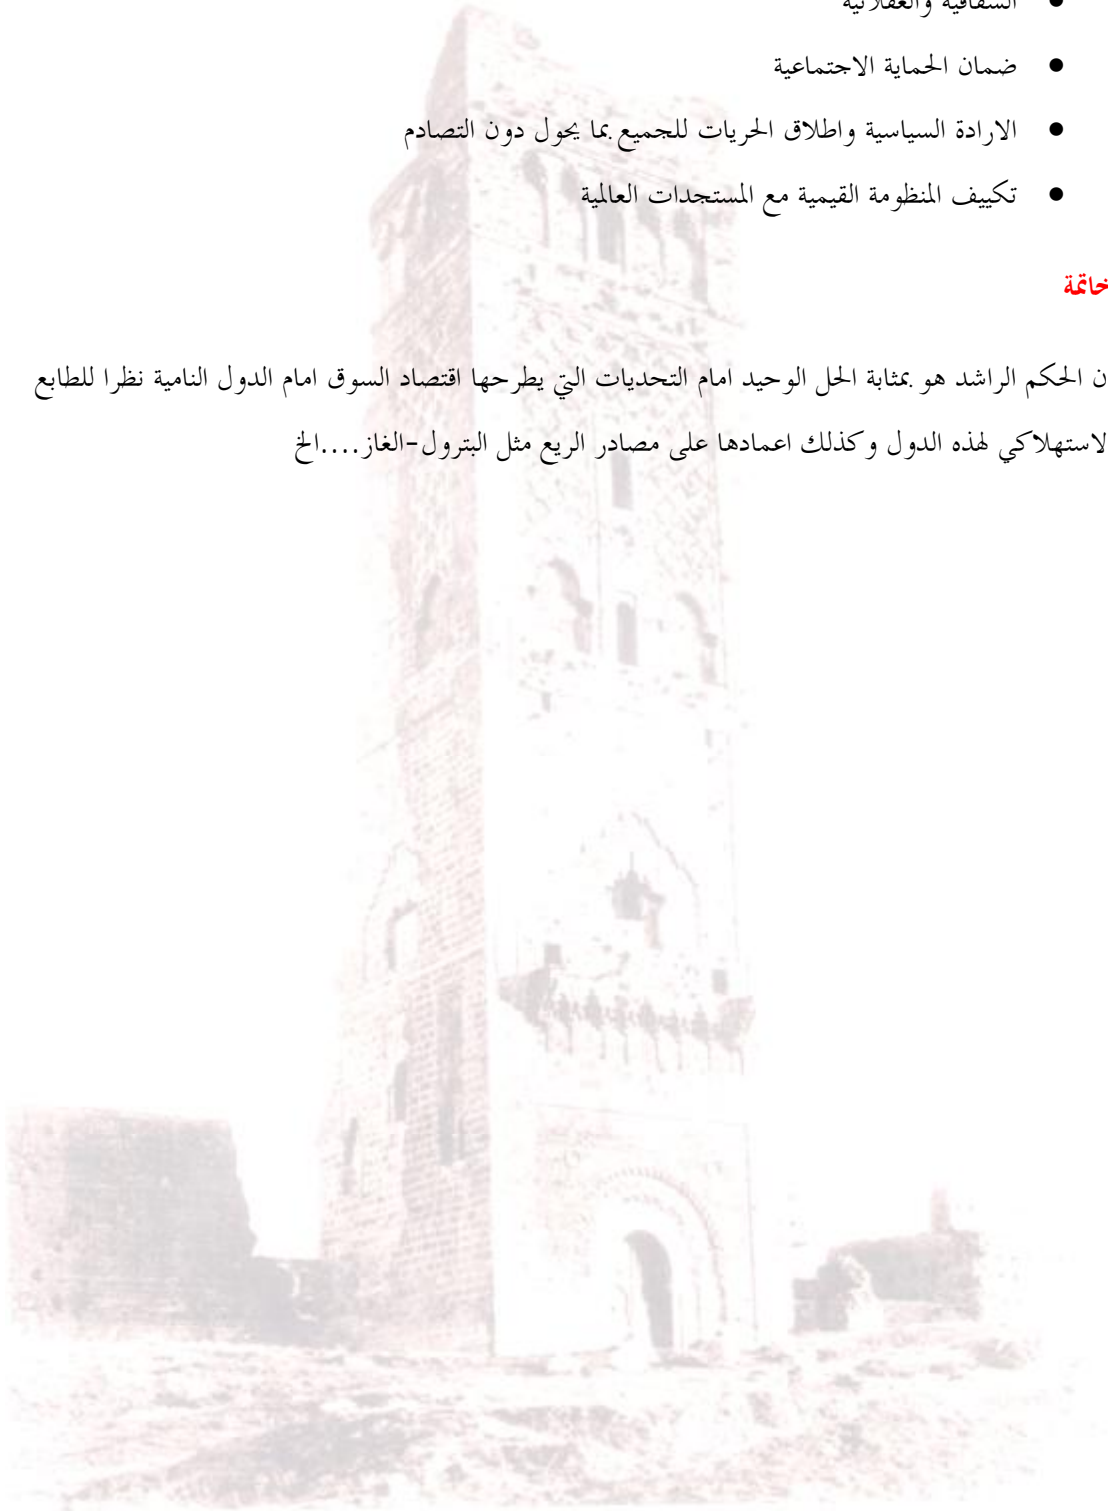 ● الشفافية والعقلانية
● ضمان الحماية الاجتماعية
● الارادة السياسية واطلاق الحريات للجميع بما يحول دون التصادم
● تكييف المنظومة القيمية مع المستجدات العالمية
خاتمة
ن الحكم الراشد هو بمثابة الحل الوحيد امام التحديات التي يطرحها اقتصاد السوق امام الدول النامية نظرا للطابع
لاستهلاكي لهذه الدول وكذلك اعمادها على مصادر الريع مثل البترول-الغاز....الخ